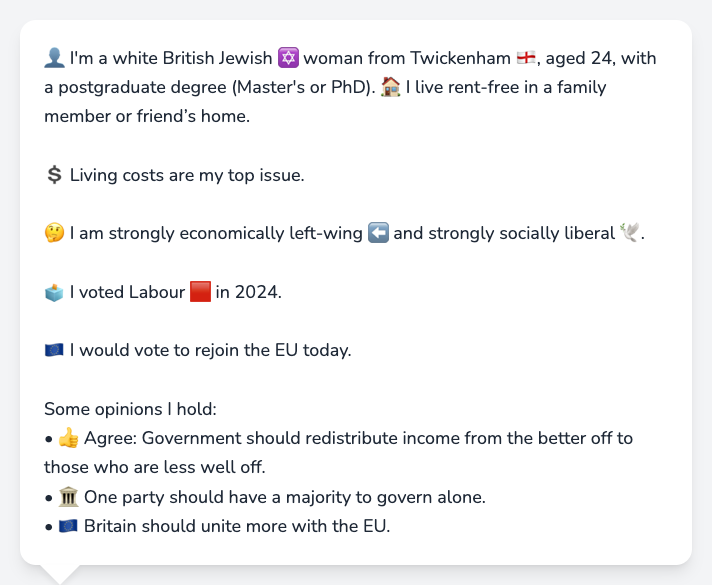 👤 I'm a white British Jewish ✡️ woman from Twickenham 🏴󠁧󠁢󠁥󠁮󠁧󠁿, aged 24, with
a postgraduate degree (Master's or PhD). 🏠 I live rent-free in a family
member or friend’s home.
💲 Living costs are my top issue.
🤔 I am strongly economically left-wing ⬅️ and strongly socially liberal 🕊️.
🗳️ I voted Labour 🟥 in 2024.
🇪🇺 I would vote to rejoin the EU today.
Some opinions I hold:
• 👍 Agree: Government should redistribute income from the better off to
those who are less well off.
• 🏛️ One party should have a majority to govern alone.
• 🇪🇺 Britain should unite more with the EU.